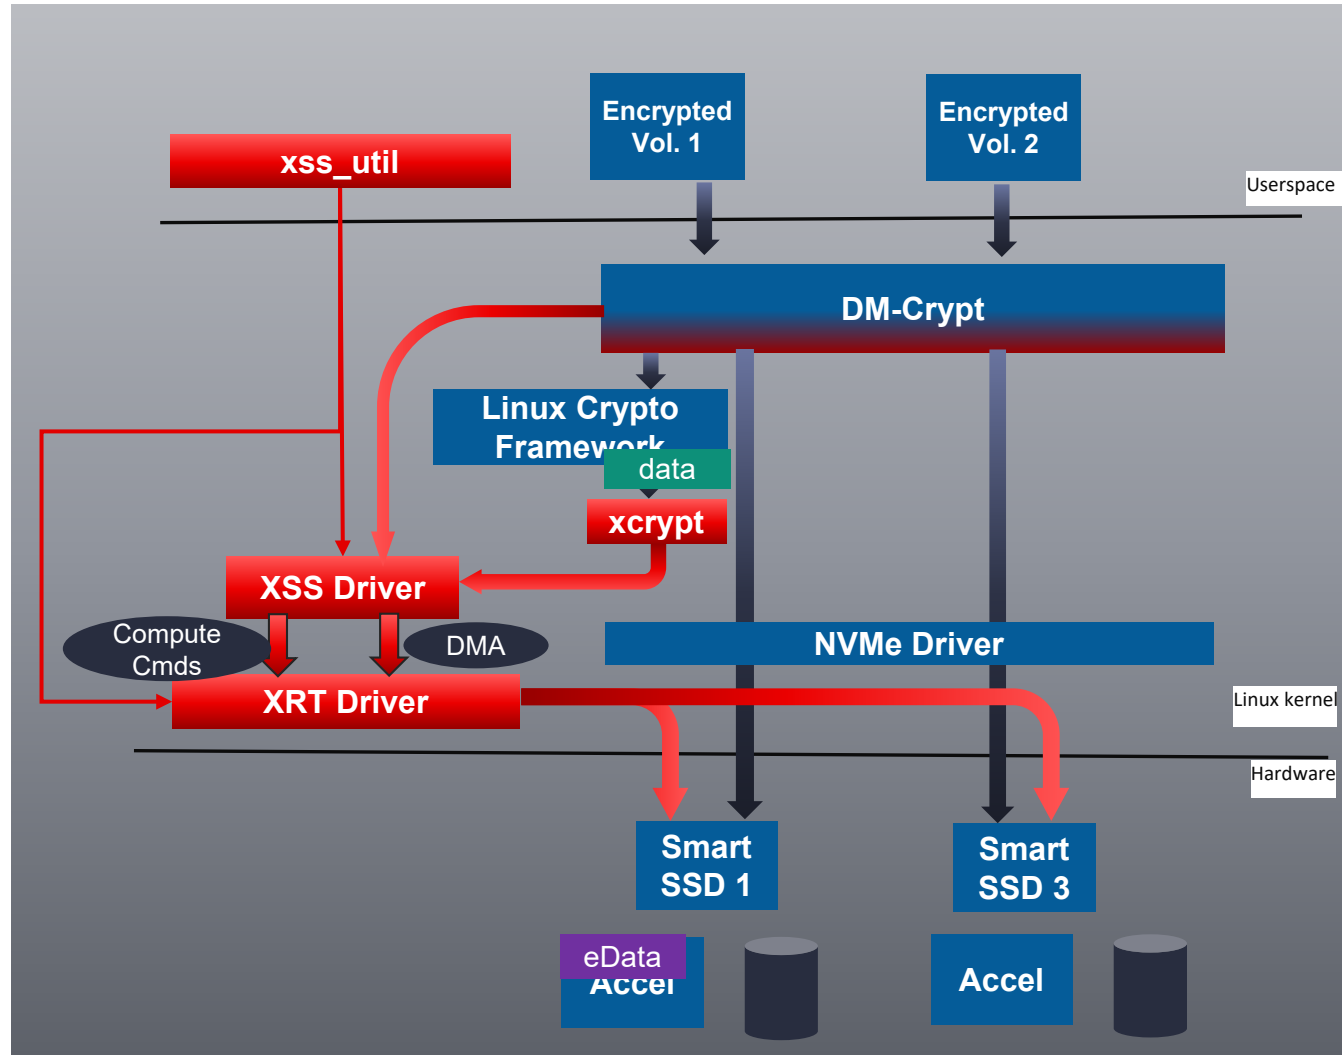 Encrypted
Vol. 1
Encrypted
Vol. 2
xss_util
Userspace
DM-Crypt
Linux Crypto
Framework
data
xcrypt
XSS Driver
Compute
Cmds
DMA
NVMe Driver
XRT Driver
Linux kernel
Hardware
Smart
SSD 1
Smart
SSD 3
eData
Accel
Accel